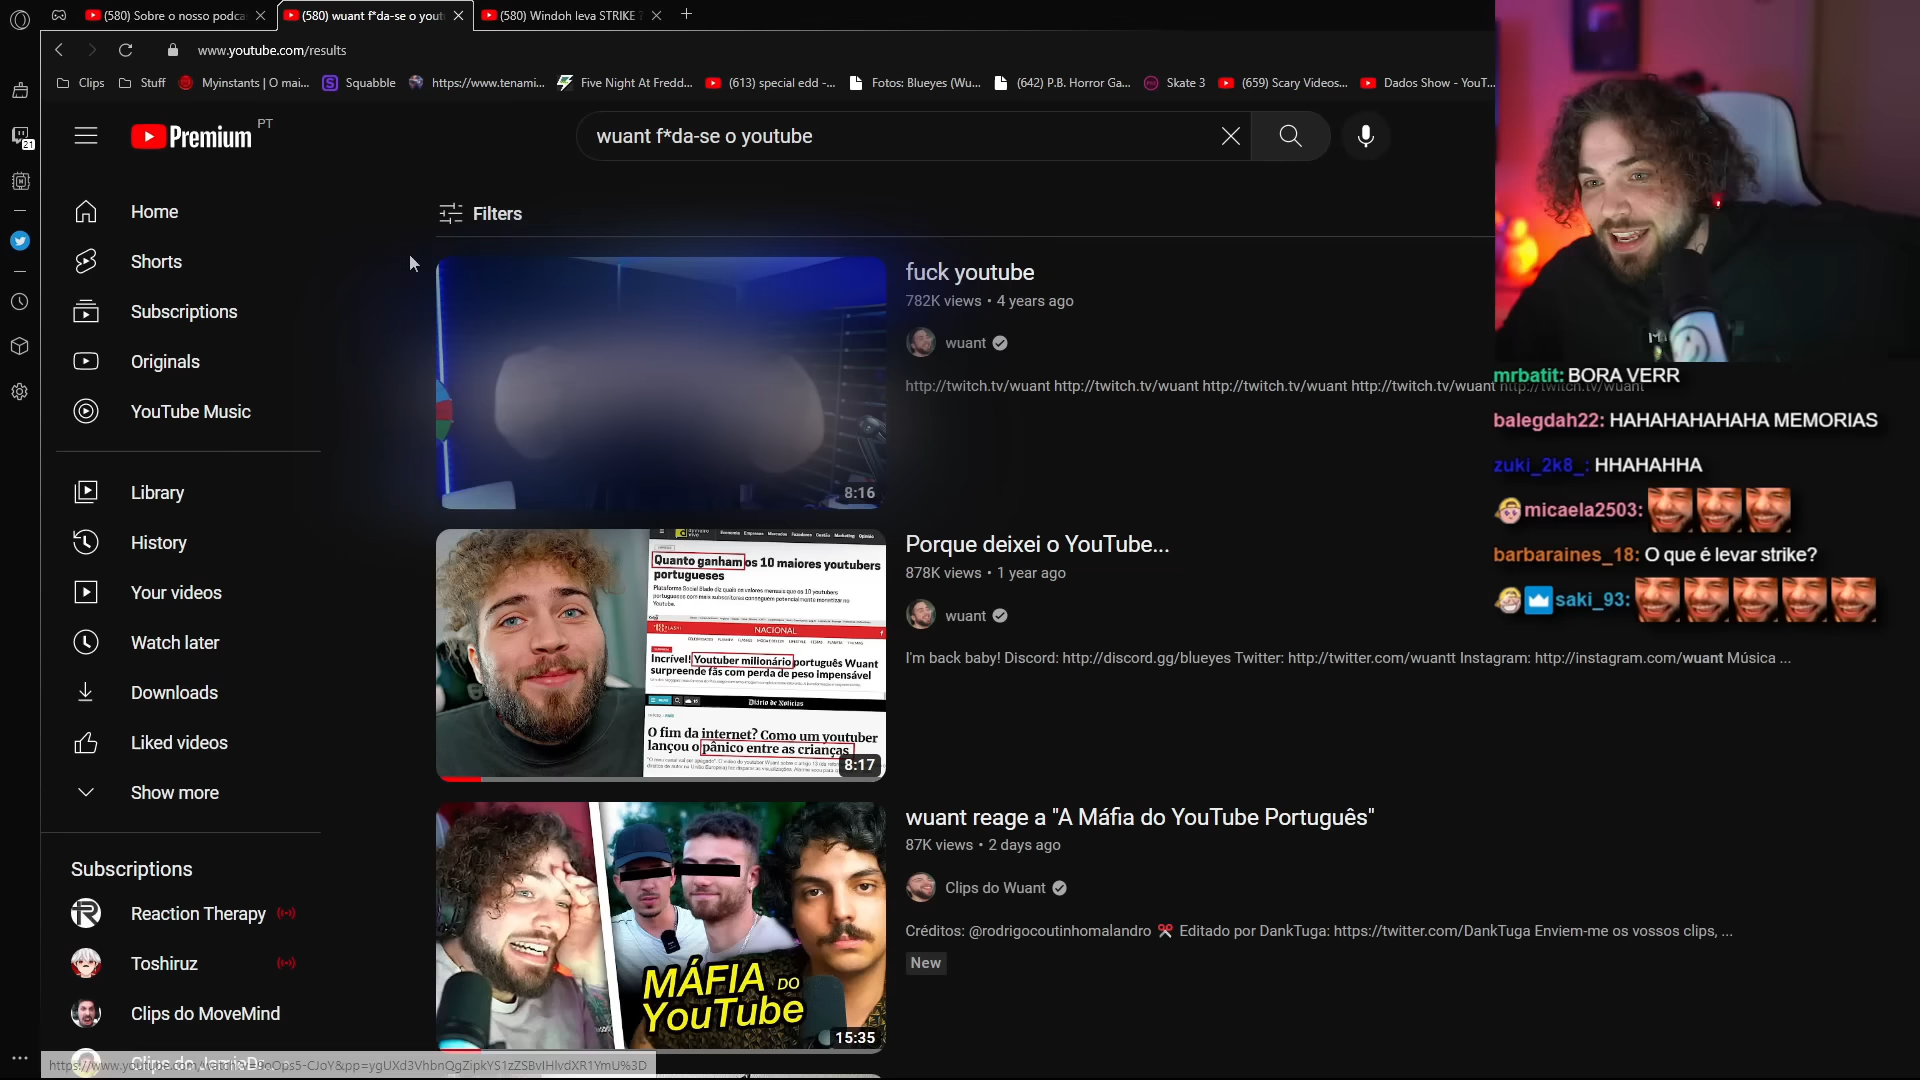 (580) Sobre o nosso podca
(580) wuant f*da-se o yout
(580) Windoh leva STRIKE
www.youtube.com/results
Clips
Stuff
Myinstants | O mai...
Squabble
https://www.tenami...
Five Night At Fredd...
(613) special edd -...
Fotos: Blueyes (Wu...
(642) P.B. Horror Ga...
Skate 3
(659) Scary Videos...
Dados Show - YouT...
Premium
PT
wuant f*da-se o youtube
21
Home
Shorts
Subscriptions
Originals
YouTube Music
Library
History
Your videos
Watch later
Downloads
Liked videos
Show more
Subscriptions
Reaction Therapy
Toshiruz
Clips do MoveMind
Filters
8:16
fuck youtube
782K views • 4 years ago
wuant
http://twitch.tv/wuant http://twitch.tv/wuant http://twitch.tv/wuant http://twitch.tv/wuant http://twitch.tv/wuant
Economia Empresas Mercados
Quanto ganham os 10 maiores youtubers
portugueses
NACIONAL
Incrível! Youtuber milionário português Wuant
surpreende fãs com perda de peso impensável
Diário de Notícias
O fim da internet? Como um youtuber
lançou o pânico entre as crianças
8:17
Porque deixei o YouTube...
878K views • 1 year ago
wuant
I'm back baby! Discord: http://discord.gg/blueyes Twitter: http://twitter.com/wuantt Instagram: http://instagram.com/wuant Música ...
MÁFIA DO
YOUTUBE
15:35
wuant reage a "A Máfia do YouTube Português"
87K views • 2 days ago
Clips do Wuant
Créditos: @rodrigocoutinhomalandro ✂ Editado por DankTuga: https://twitter.com/DankTuga Enviem-me os vossos clips, ...
New
mrbatit: BORA VERR
balegdah22: HAHAHAHAHAHA MEMORIAS
zuki_2k8_: HHAHAHHA
micaela2503:
barbaraines_18: O que é levar strike?
saki_93: